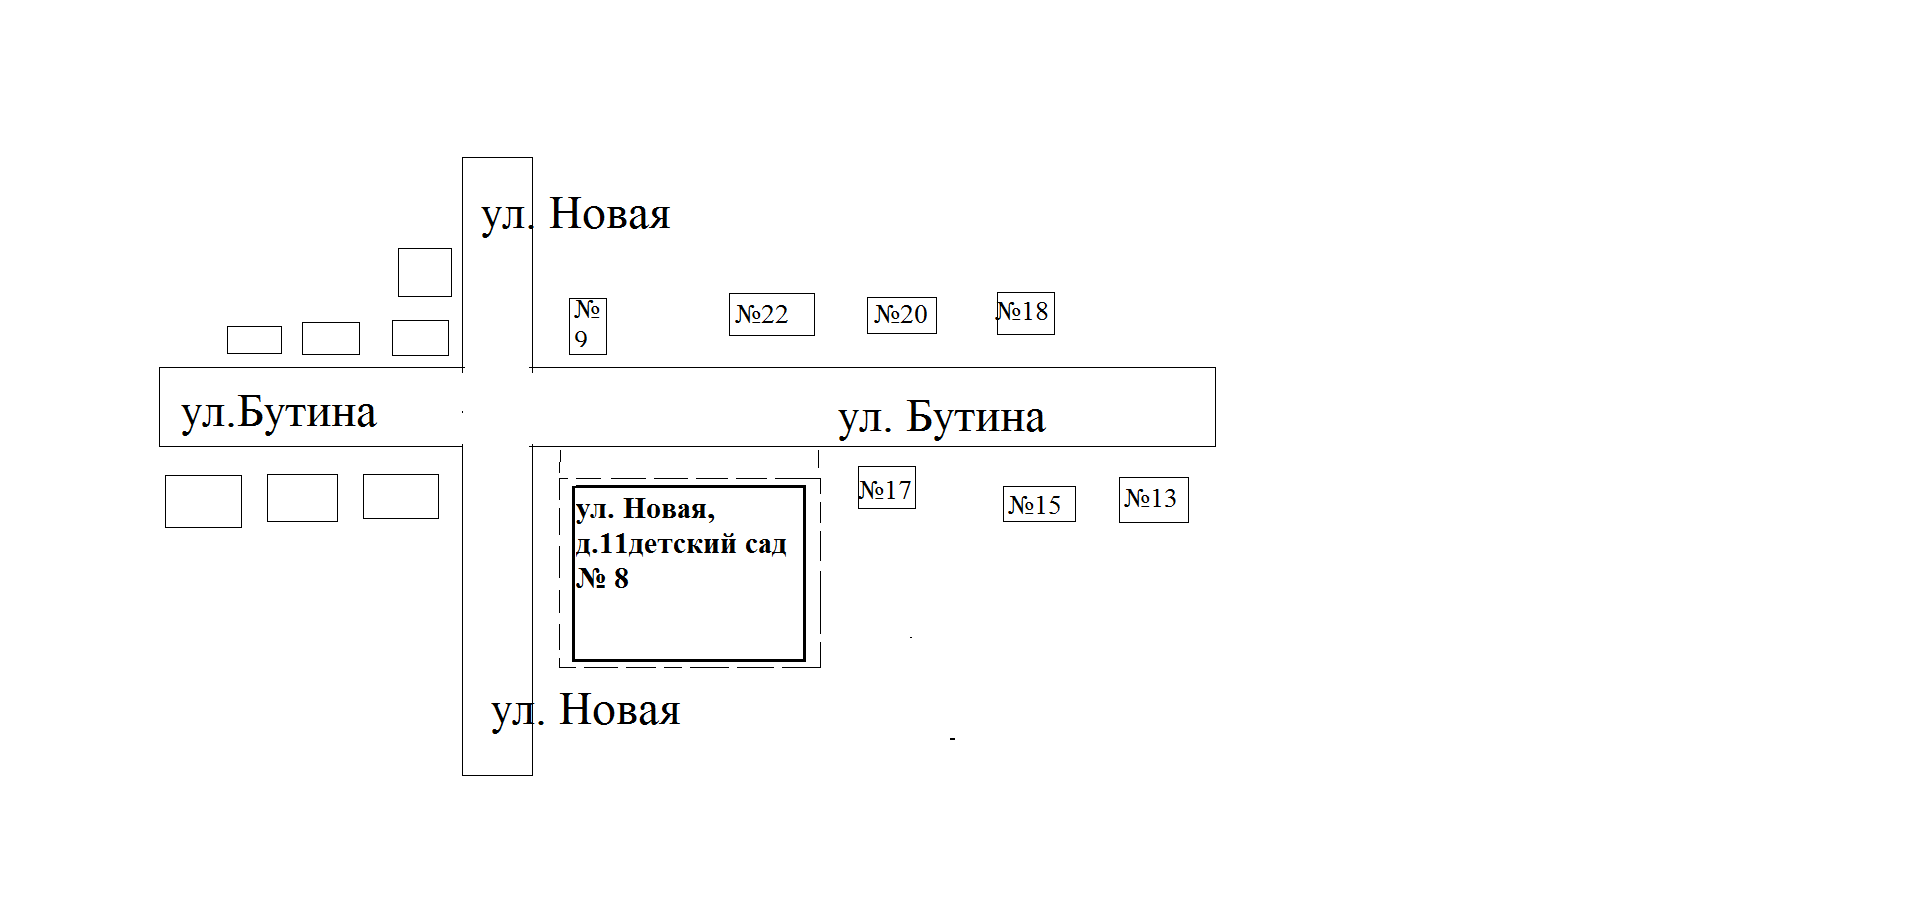 ул. Новая
№
9
№22
№20
№18
ул.Бутина
ул. Бутина
№17
№15
№13
ул. Новая,
д.11детский сад
№ 8
ул. Новая